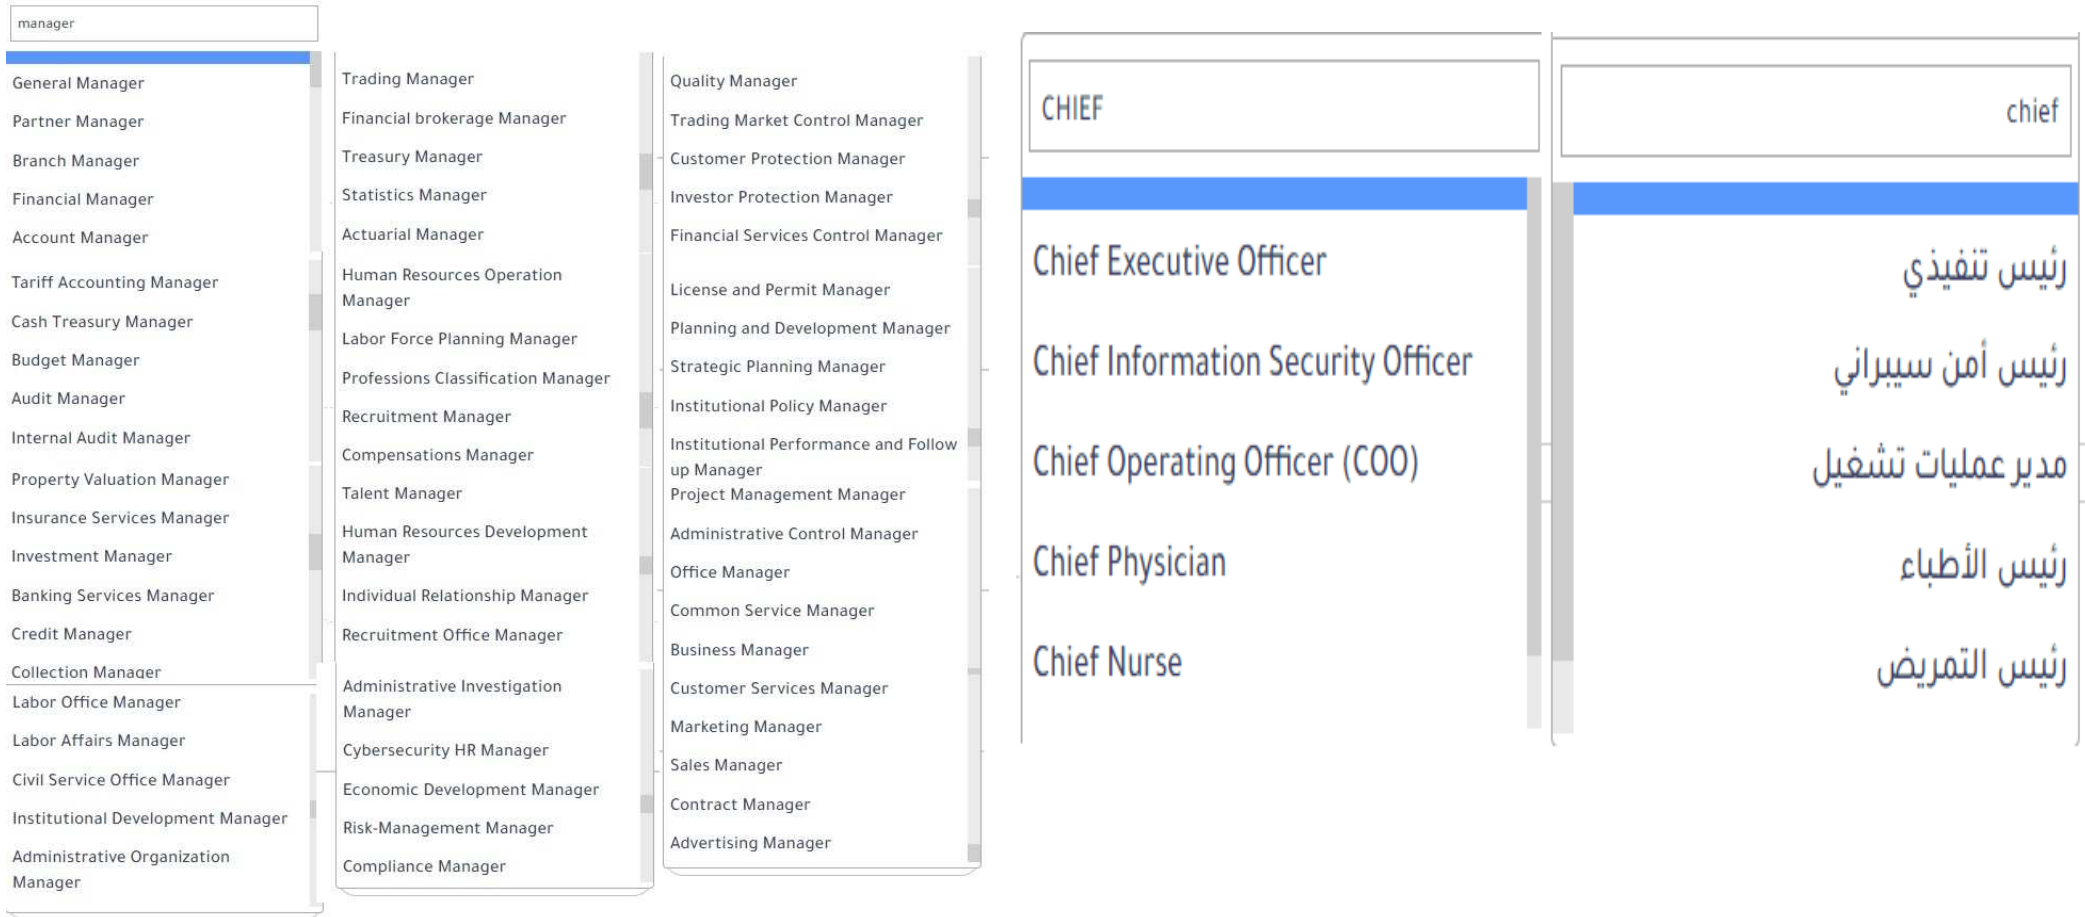 manager
General Manager
Partner Manager
Branch Manager
Financial Manager
Account Manager
Tariff Accounting Manager
Cash Treasury Manager
Budget Manager
Audit Manager
Internal Audit Manager
Property Valuation Manager
Insurance Services Manager
Investment Manager
Banking Services Manager
Credit Manager
Collection Manager
Labor Office Manager
Labor Affairs Manager
Civil Service Office Manager
Institutional Development Manager
Administrative Organization
Manager
Trading Manager
Financial brokerage Manager
Treasury Manager
Statistics Manager
Actuarial Manager
Human Resources Operation
Manager
Labor Force Planning Manager
Professions Classification Manager
Recruitment Manager
Compensations Manager
Talent Manager
Human Resources Development
Manager
Individual Relationship Manager
Recruitment Office Manager
Administrative Investigation
Manager
Cybersecurity HR Manager
Economic Development Manager
Risk-Management Manager
Compliance Manager
Quality Manager
Trading Market Control Manager
Customer Protection Manager
Investor Protection Manager
Financial Services Control Manager
License and Permit Manager
Planning and Development Manager
Strategic Planning Manager
Institutional Policy Manager
Institutional Performance and Follow
up Manager
Project Management Manager
Administrative Control Manager
Office Manager
Common Service Manager
Business Manager
Customer Services Manager
Marketing Manager
Sales Manager
Contract Manager
Advertising Manager
CHIEF
Chief Executive Officer
Chief Information Security Officer
Chief Operating Officer (COO)
Chief Physician
Chief Nurse
chief
رئيس تنفيذي
رئيس أمن سيبراني
مدير عمليات تشغيل
رئيس الأطباء
رئيس التمريض